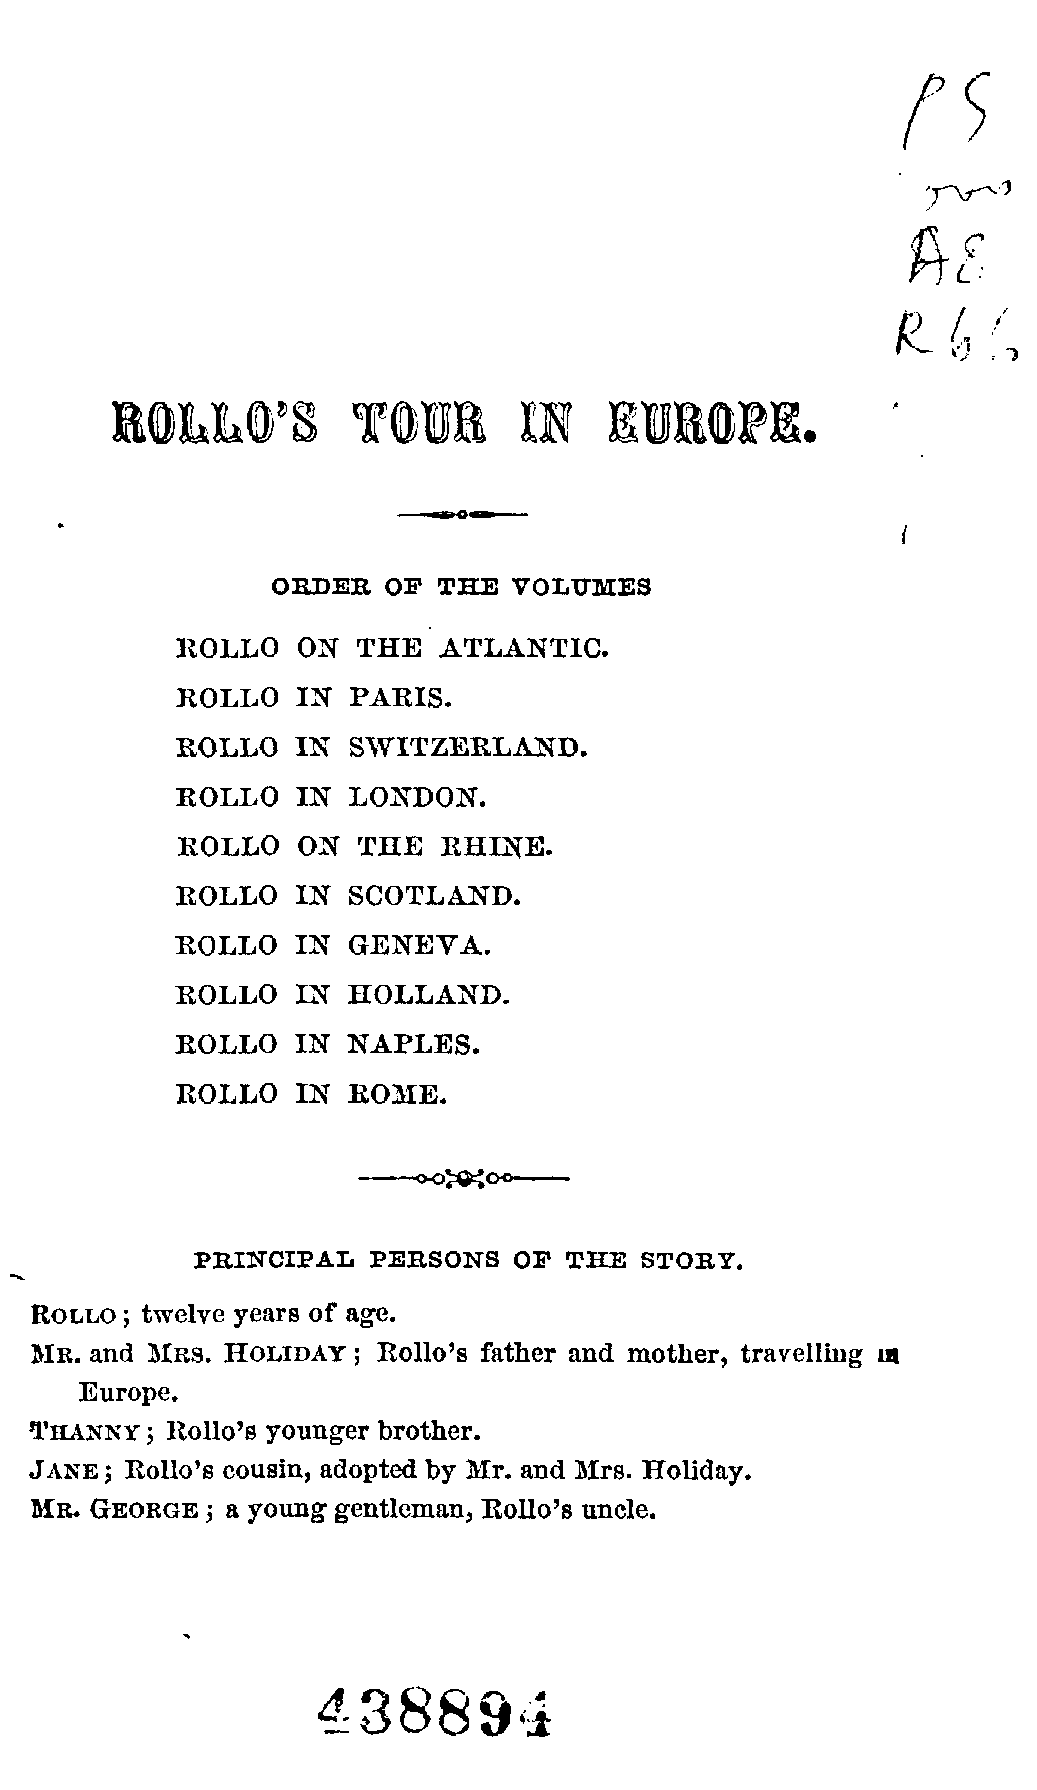 PS
AE
R66
ROLLO'S TOUR IN EUROPE.
ORDER OF THE VOLUMES
ROLLO ON THE ATLANTIC.
ROLLO IN PARIS.
ROLLO IN SWITZERLAND.
ROLLO IN LONDON.
ROLLO ON THE RHINE.
ROLLO IN SCOTLAND.
ROLLO IN GENEVA.
ROLLO IN HOLLAND.
ROLLO IN NAPLES.
ROLLO IN ROME.
PRINCIPAL PERSONS OF THE STORY.
ROLLO; twelve years of age.
MR. and MRS. HOLIDAY; Rollo's father and mother, travelling in
Europe.
THANNY; Rollo's younger brother.
JANE; Rollo's cousin, adopted by Mr. and Mrs. Holiday.
MR. GEORGE; a young gentleman, Rollo's uncle.
438894